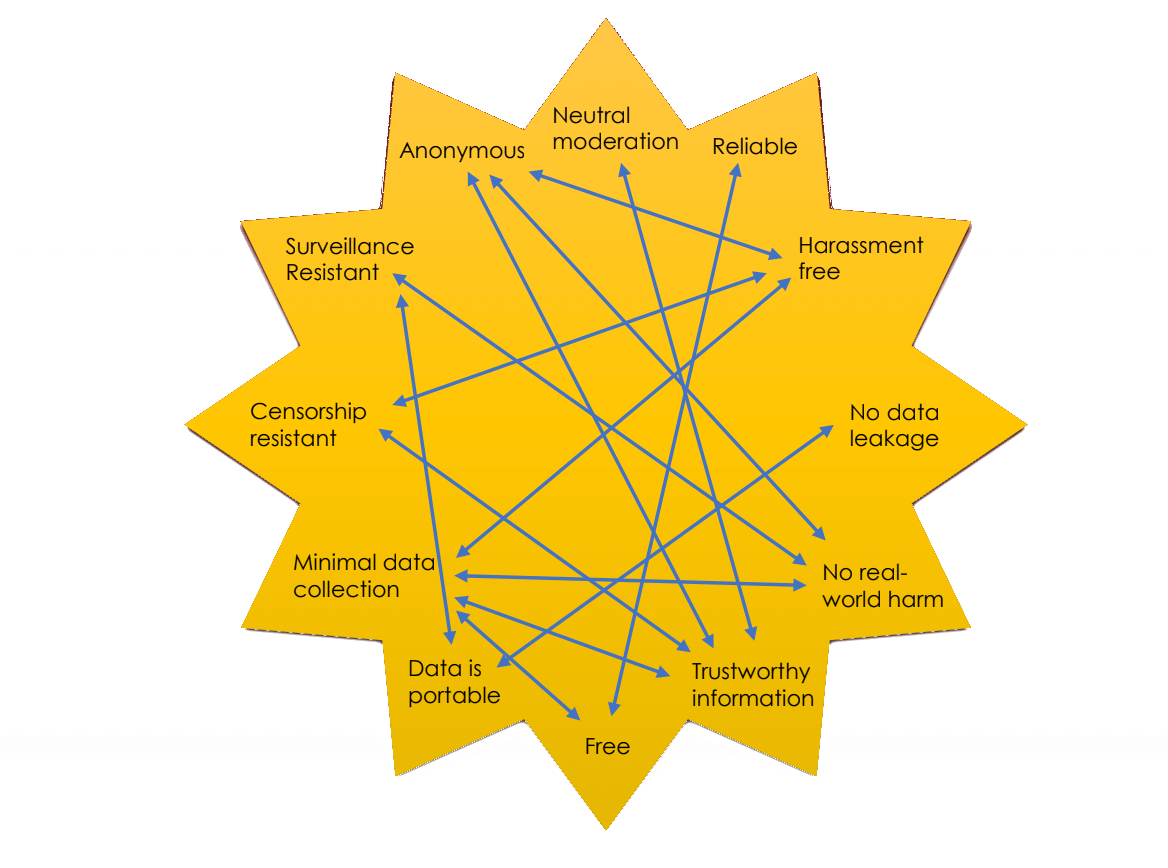 Neutral
moderation
Anonymous
Reliable
Surveillance
Resistant
Harassment
free
Censorship
resistant
No data
leakage
Minimal data
collection
No real-
world harm
Data is
portable
Trustworthy
information
Free